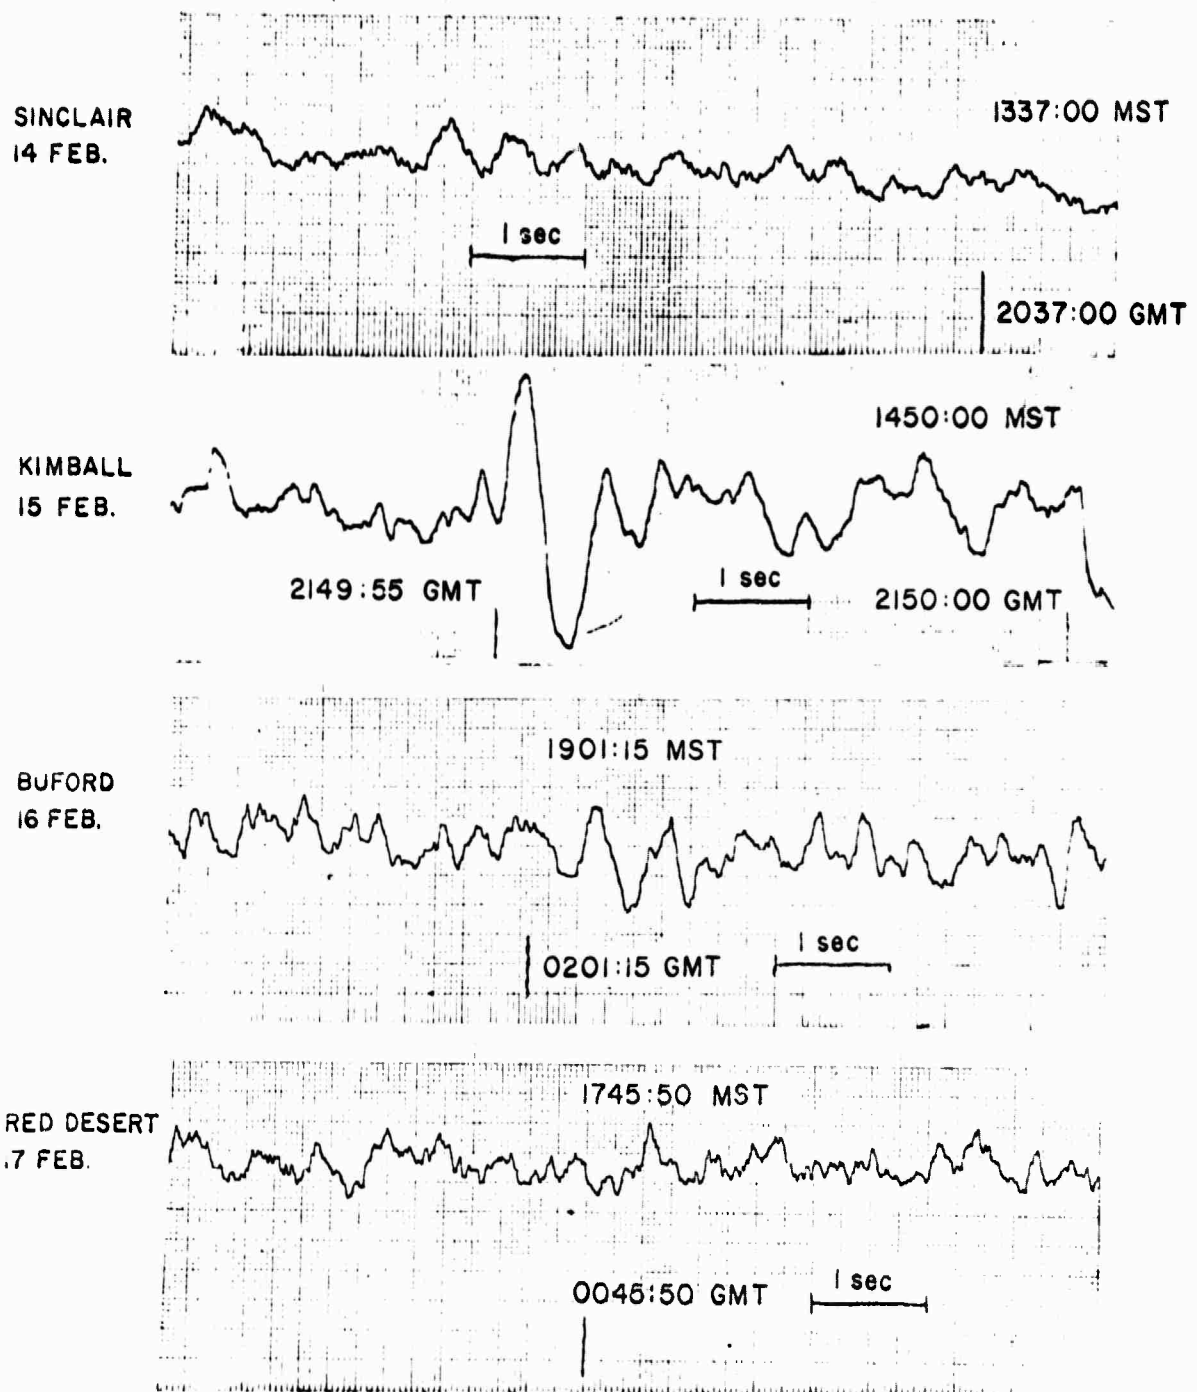 SINCLAIR
14 FEB.
1337:00 MST
1 sec
2037:00 GMT
KIMBALL
15 FEB.
1450:00 MST
2149:55 GMT
1 sec
2150:00 GMT
BUFORD
16 FEB.
1901:15 MST
0201:15 GMT
1 sec
RED DESERT
17 FEB.
1745:50 MST
0045:50 GMT
1 sec